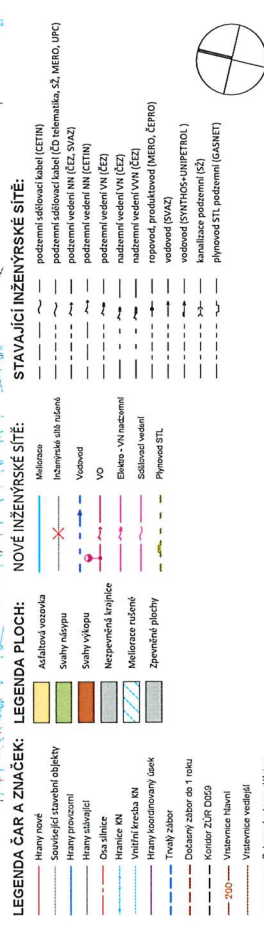 LEGENDA ČAR A ZNAČEK:
Hrany nové
Související stavební objekty
Hrany provizorní
Hrany stávající
Osa silnice
Hranice KN
Vnitřní kresba KN
Hrany koordinovaný úsek
Trvalý zábor
Dočasný zábor do 1 roku
Koridor ZÚR D059
200 Vrstevnice hlavní
Vrstevnice vedlejší
LEGENDA PLOCH:
Asfaltová vozovka
Svahy násypu
Svahy výkopu
Nezpevněná krajnice
Meliorace rušené
Zpevněné plochy
NOVÉ INŽENÝRSKÉ SÍTĚ:
Meliorace
Inženýrské sítě rušené
Vodovod
VO
Elektro - VN nadzemní
Sdělovací vedení
Plynovod STL
STAVAJÍCÍ INŽENÝRSKÉ SÍTĚ:
podzemní sdělovací kabel (CETIN)
podzemní sdělovací kabel (ČD telematika, SŽ, MERO, UPC)
podzemní vedení NN (ČEZ, SVAZ)
podzemní vedení NN (CETIN)
podzemní vedení VN (ČEZ)
nadzemní vedení VN (ČEZ)
nadzemní vedení VVN (ČEZ)
ropovod, produktovod (MERO, ČEPRO)
vodovod (SVAZ)
vodovod (SYNTHOS+UNIPETROL )
kanalizace podzemní (SŽ)
plynovod STL podzemní (GASNET)